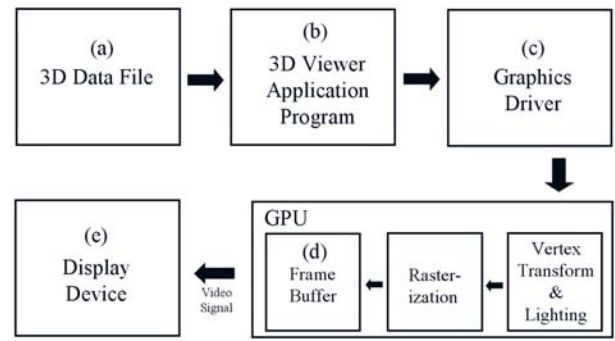 (a)
3D Data File
(b)
3D Viewer
Application
Program
(c)
Graphics
Driver
GPU
Vertex
Transform
&
Lighting
Raster-
ization
(d)
Frame
Buffer
Video
Signal
(e)
Display
Device